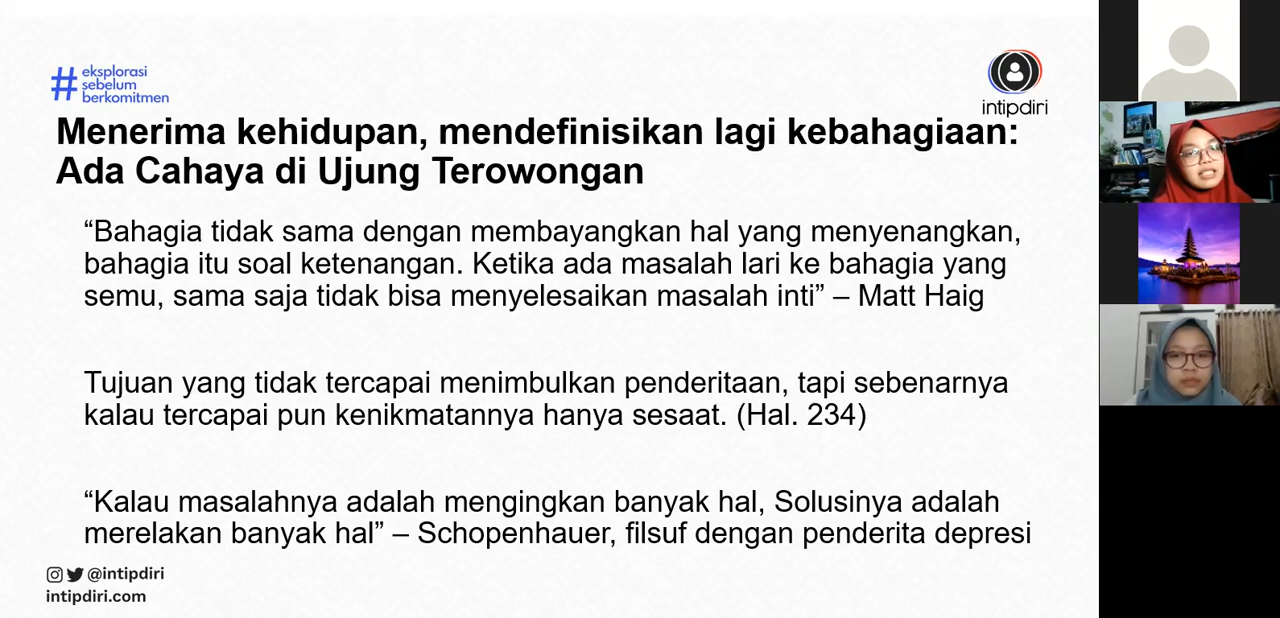 #eksplorasi
sebelum
berkomitmen
intipdiri
Menerima kehidupan, mendefinisikan lagi kebahagiaan:
Ada Cahaya di Ujung Terowongan
“Bahagia tidak sama dengan membayangkan hal yang menyenangkan,
bahagia itu soal ketenangan. Ketika ada masalah lari ke bahagia yang
semu, sama saja tidak bisa menyelesaikan masalah inti” – Matt Haig
Tujuan yang tidak tercapai menimbulkan penderitaan, tapi sebenarnya
kalau tercapai pun kenikmatannya hanya sesaat. (Hal. 234)
“Kalau masalahnya adalah mengingkan banyak hal, Solusinya adalah
merelakan banyak hal” – Schopenhauer, filsuf dengan penderita depresi
@intipdiri
intipdiri.com